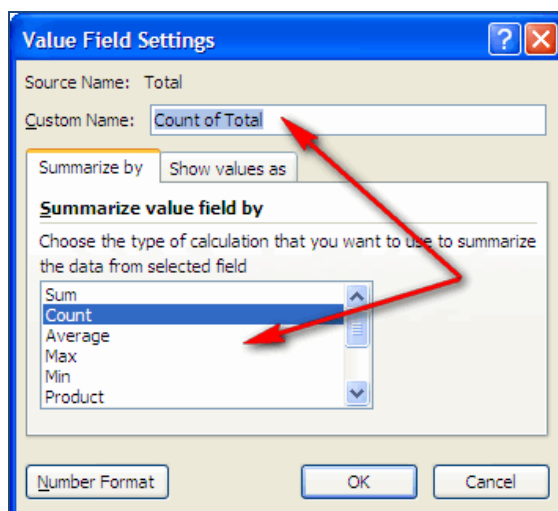 Value Field Settings
Source Name: Total
Custom Name: Count of Total
Summarize by Show values as
Summarize value field by
Choose the type of calculation that you want to use to summarize
the data from selected field
Sum
Count
Average
Max
Min
Product
Number Format OK Cancel